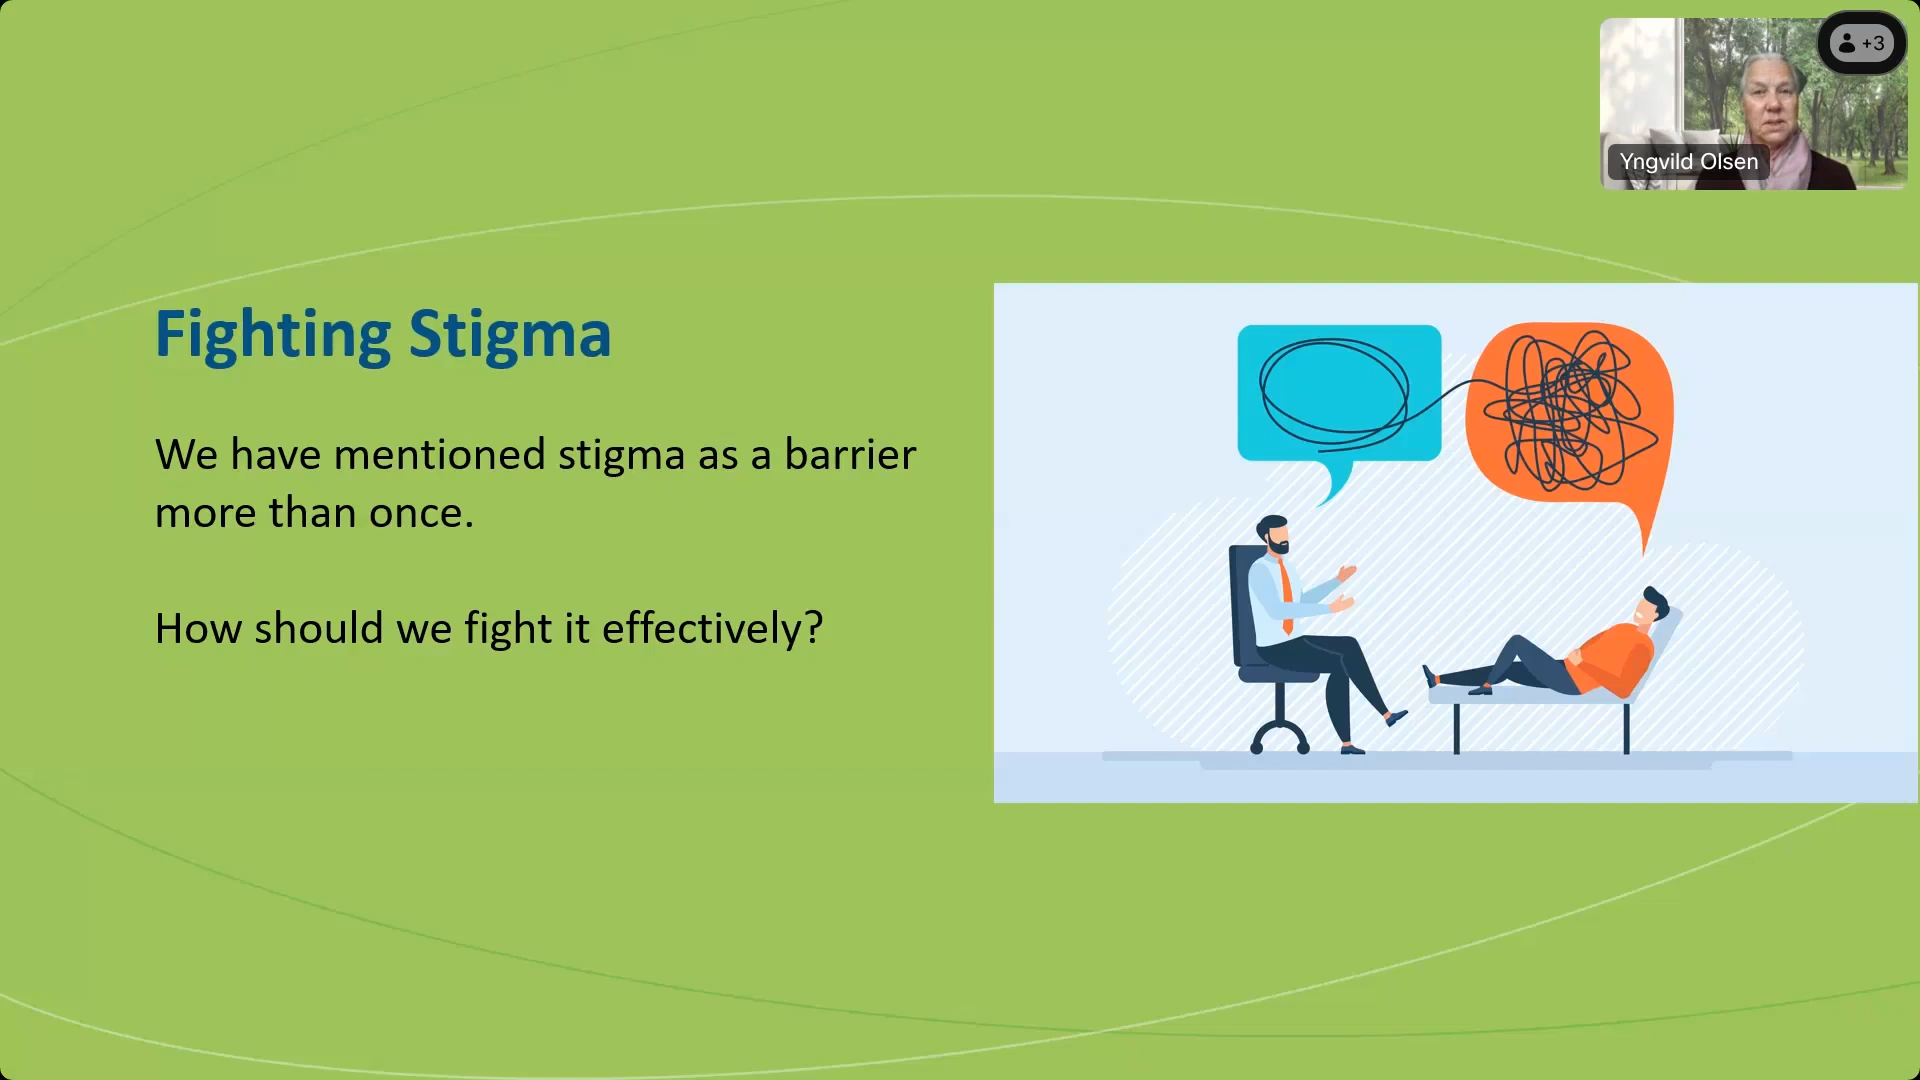 +3
Yngvild Olsen
Fighting Stigma
We have mentioned stigma as a barrier
more than once.
How should we fight it effectively?